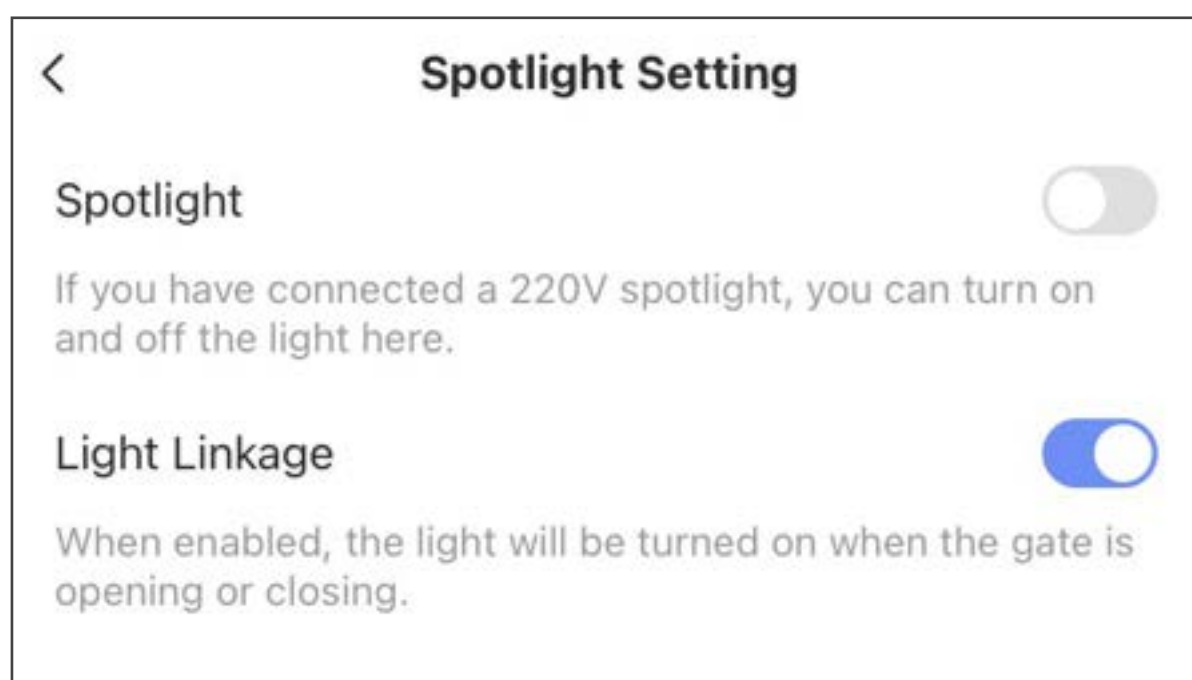 Spotlight Setting
Spotlight
If you have connected a 220V spotlight, you can turn on
and off the light here.
Light Linkage
When enabled, the light will be turned on when the gate is
opening or closing.